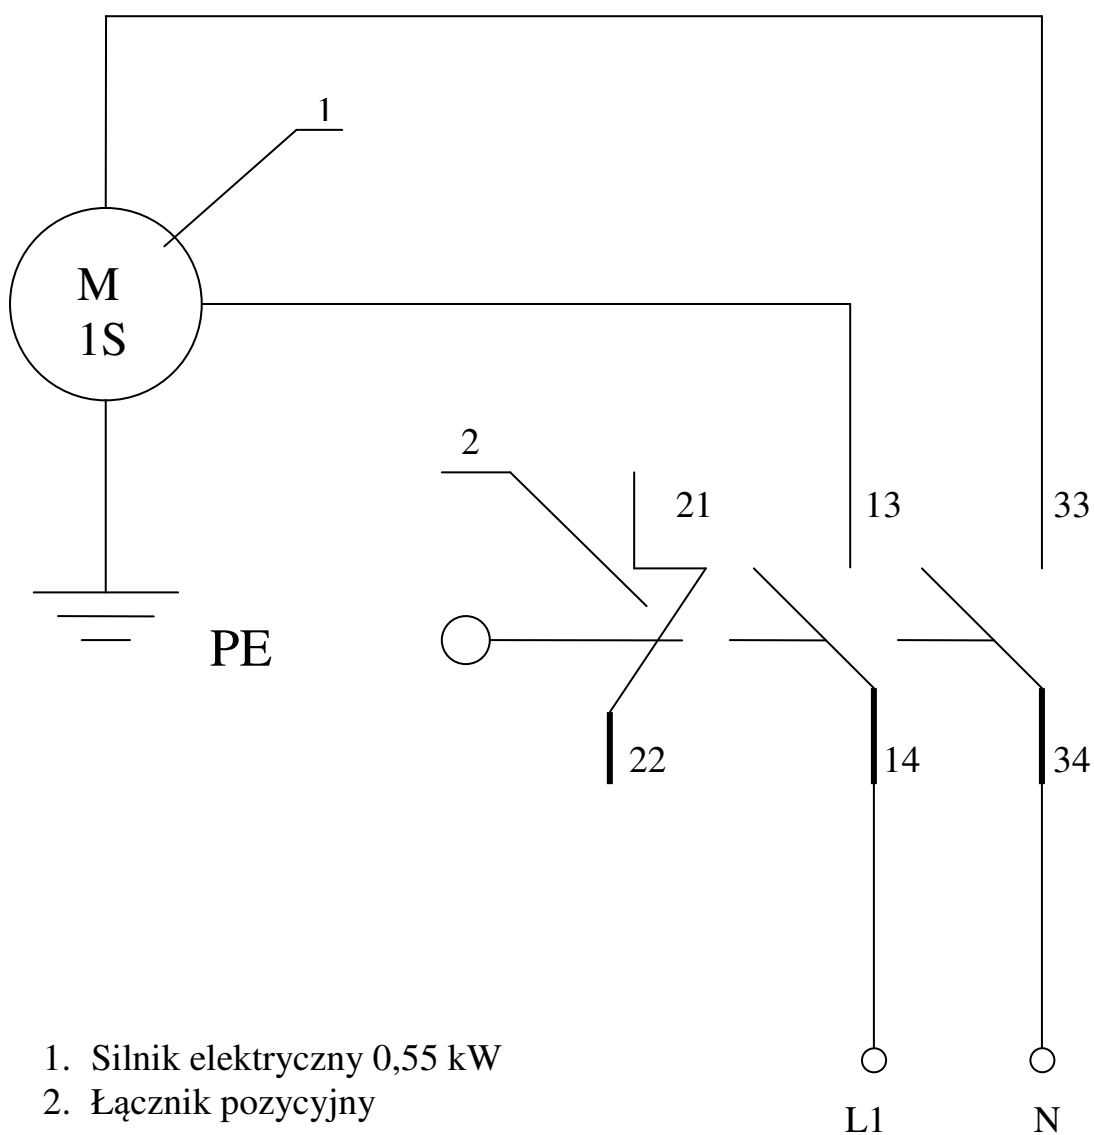 1
M
1S
2
21
13
33
PE
22
14
34
1. Silnik elektryczny 0,55 kW
2. Łącznik pozycyjny
L1
N